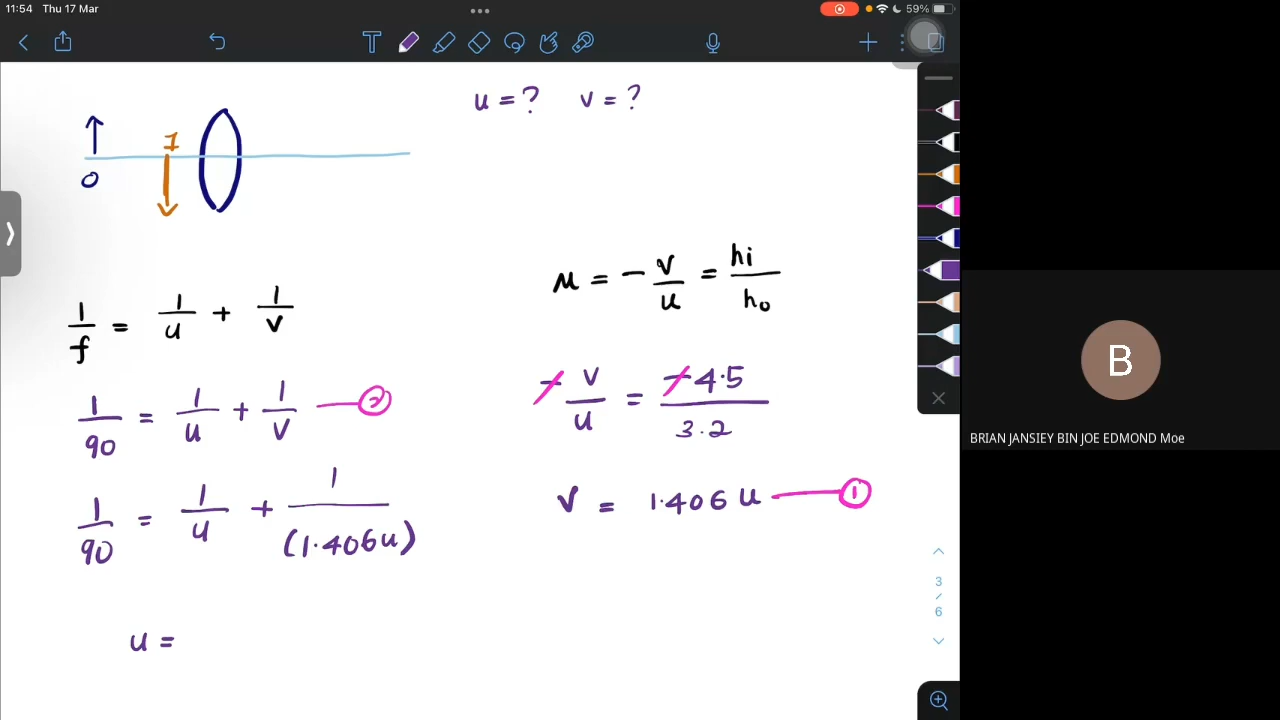 11:54 Thu 17 Mar
59%
T
u = ? v = ?
I
O
M = - v/u = hi/ho
1/f = 1/u + 1/v
- v/u = -4.5/3.2
1/90 = 1/u + 1/v — ②
v = 1.406 u — ①
1/90 = 1/u + 1/(1.406u)
u =
3
/
6
B
BRIAN JANSIEY BIN JOE EDMOND Moe